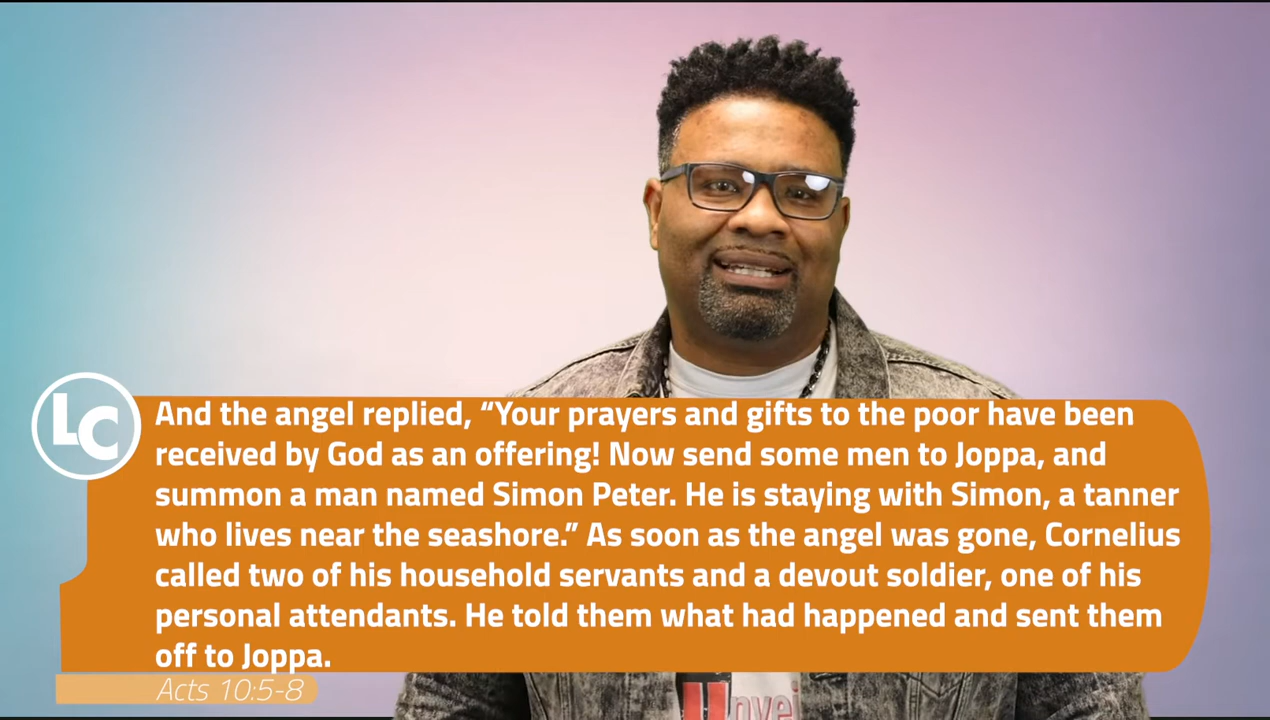 LC
And the angel replied, “Your prayers and gifts to the poor have been
received by God as an offering! Now send some men to Joppa, and
summon a man named Simon Peter. He is staying with Simon, a tanner
who lives near the seashore.” As soon as the angel was gone, Cornelius
called two of his household servants and a devout soldier, one of his
personal attendants. He told them what had happened and sent them
off to Joppa.
Acts 10:5-8